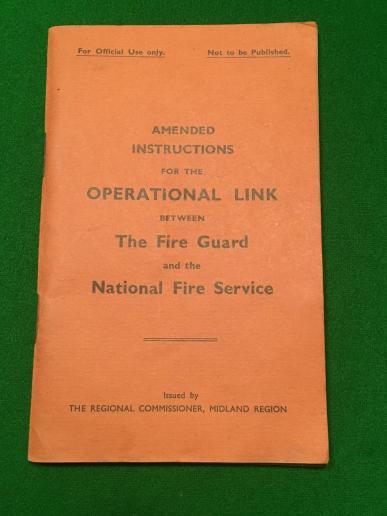 For Official Use only. Not to be Published.
AMENDED
INSTRUCTIONS
FOR THE
OPERATIONAL LINK
BETWEEN
The Fire Guard
and the
National Fire Service
Issued by
THE REGIONAL COMMISSIONER, MIDLAND REGION